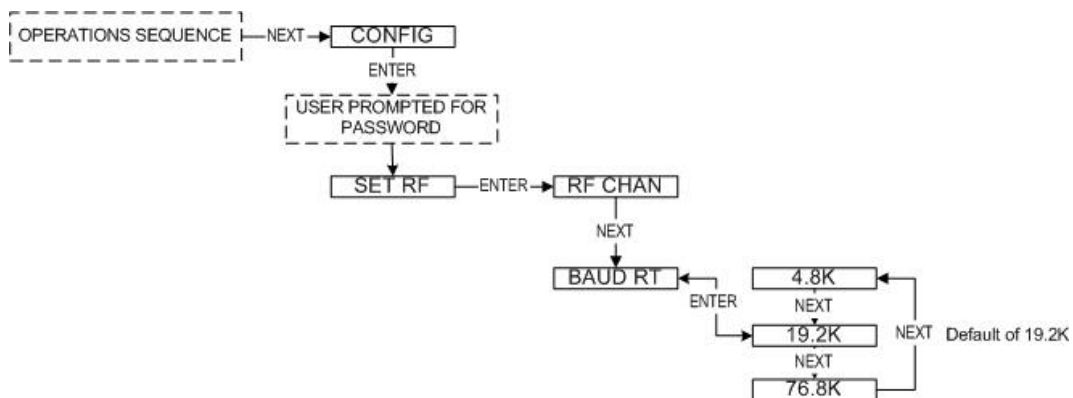 OPERATIONS SEQUENCE
NEXT
CONFIG
ENTER
USER PROMPTED FOR
PASSWORD
SET RF
ENTER
RF CHAN
NEXT
BAUD RT
ENTER
4.8K
NEXT
19.2K
NEXT
76.8K
NEXT
Default of 19.2K